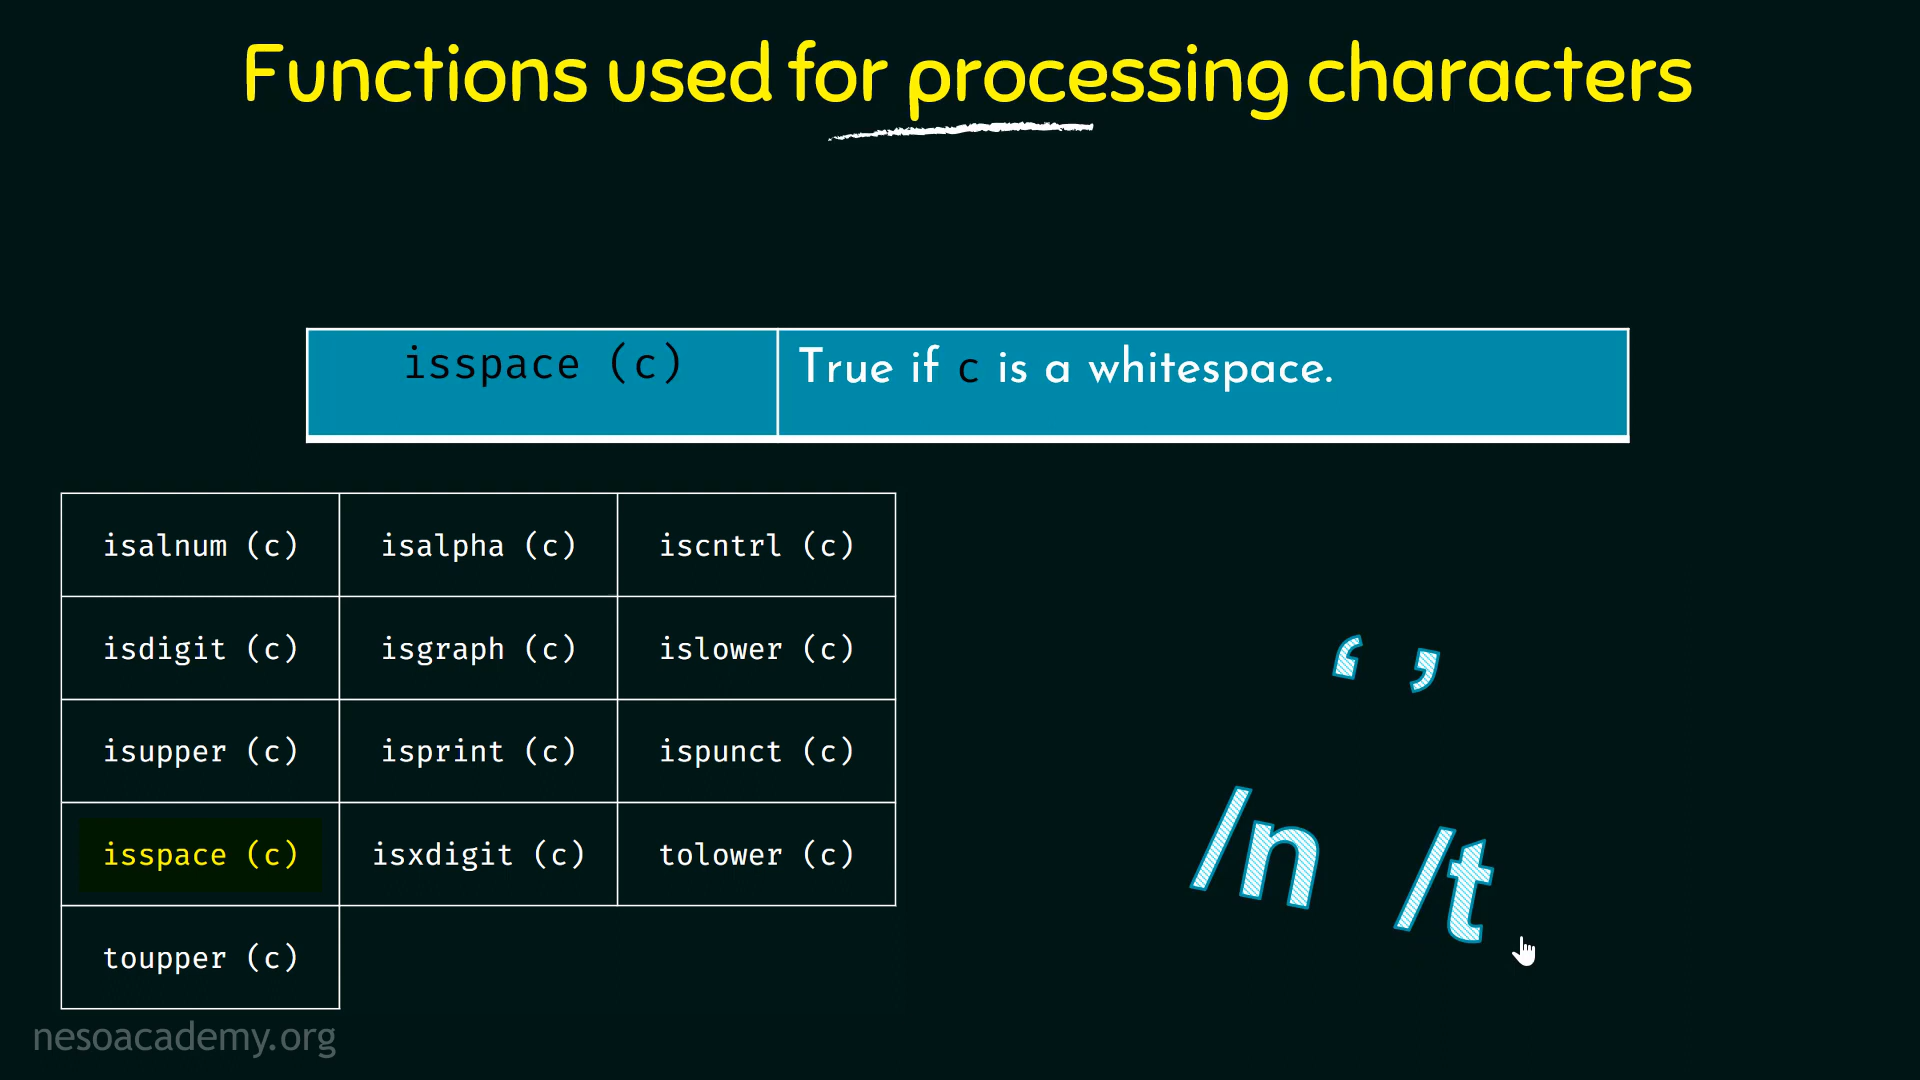 Functions used for processing characters
isspace (c) True if c is a whitespace.
isalnum (c) isalpha (c) iscntrl (c)
isdigit (c) isgraph (c) islower (c)
isupper (c) isprint (c) ispunct (c)
isspace (c) isxdigit (c) tolower (c)
toupper (c)
‘ ’
/n /t
nesoacademy.org